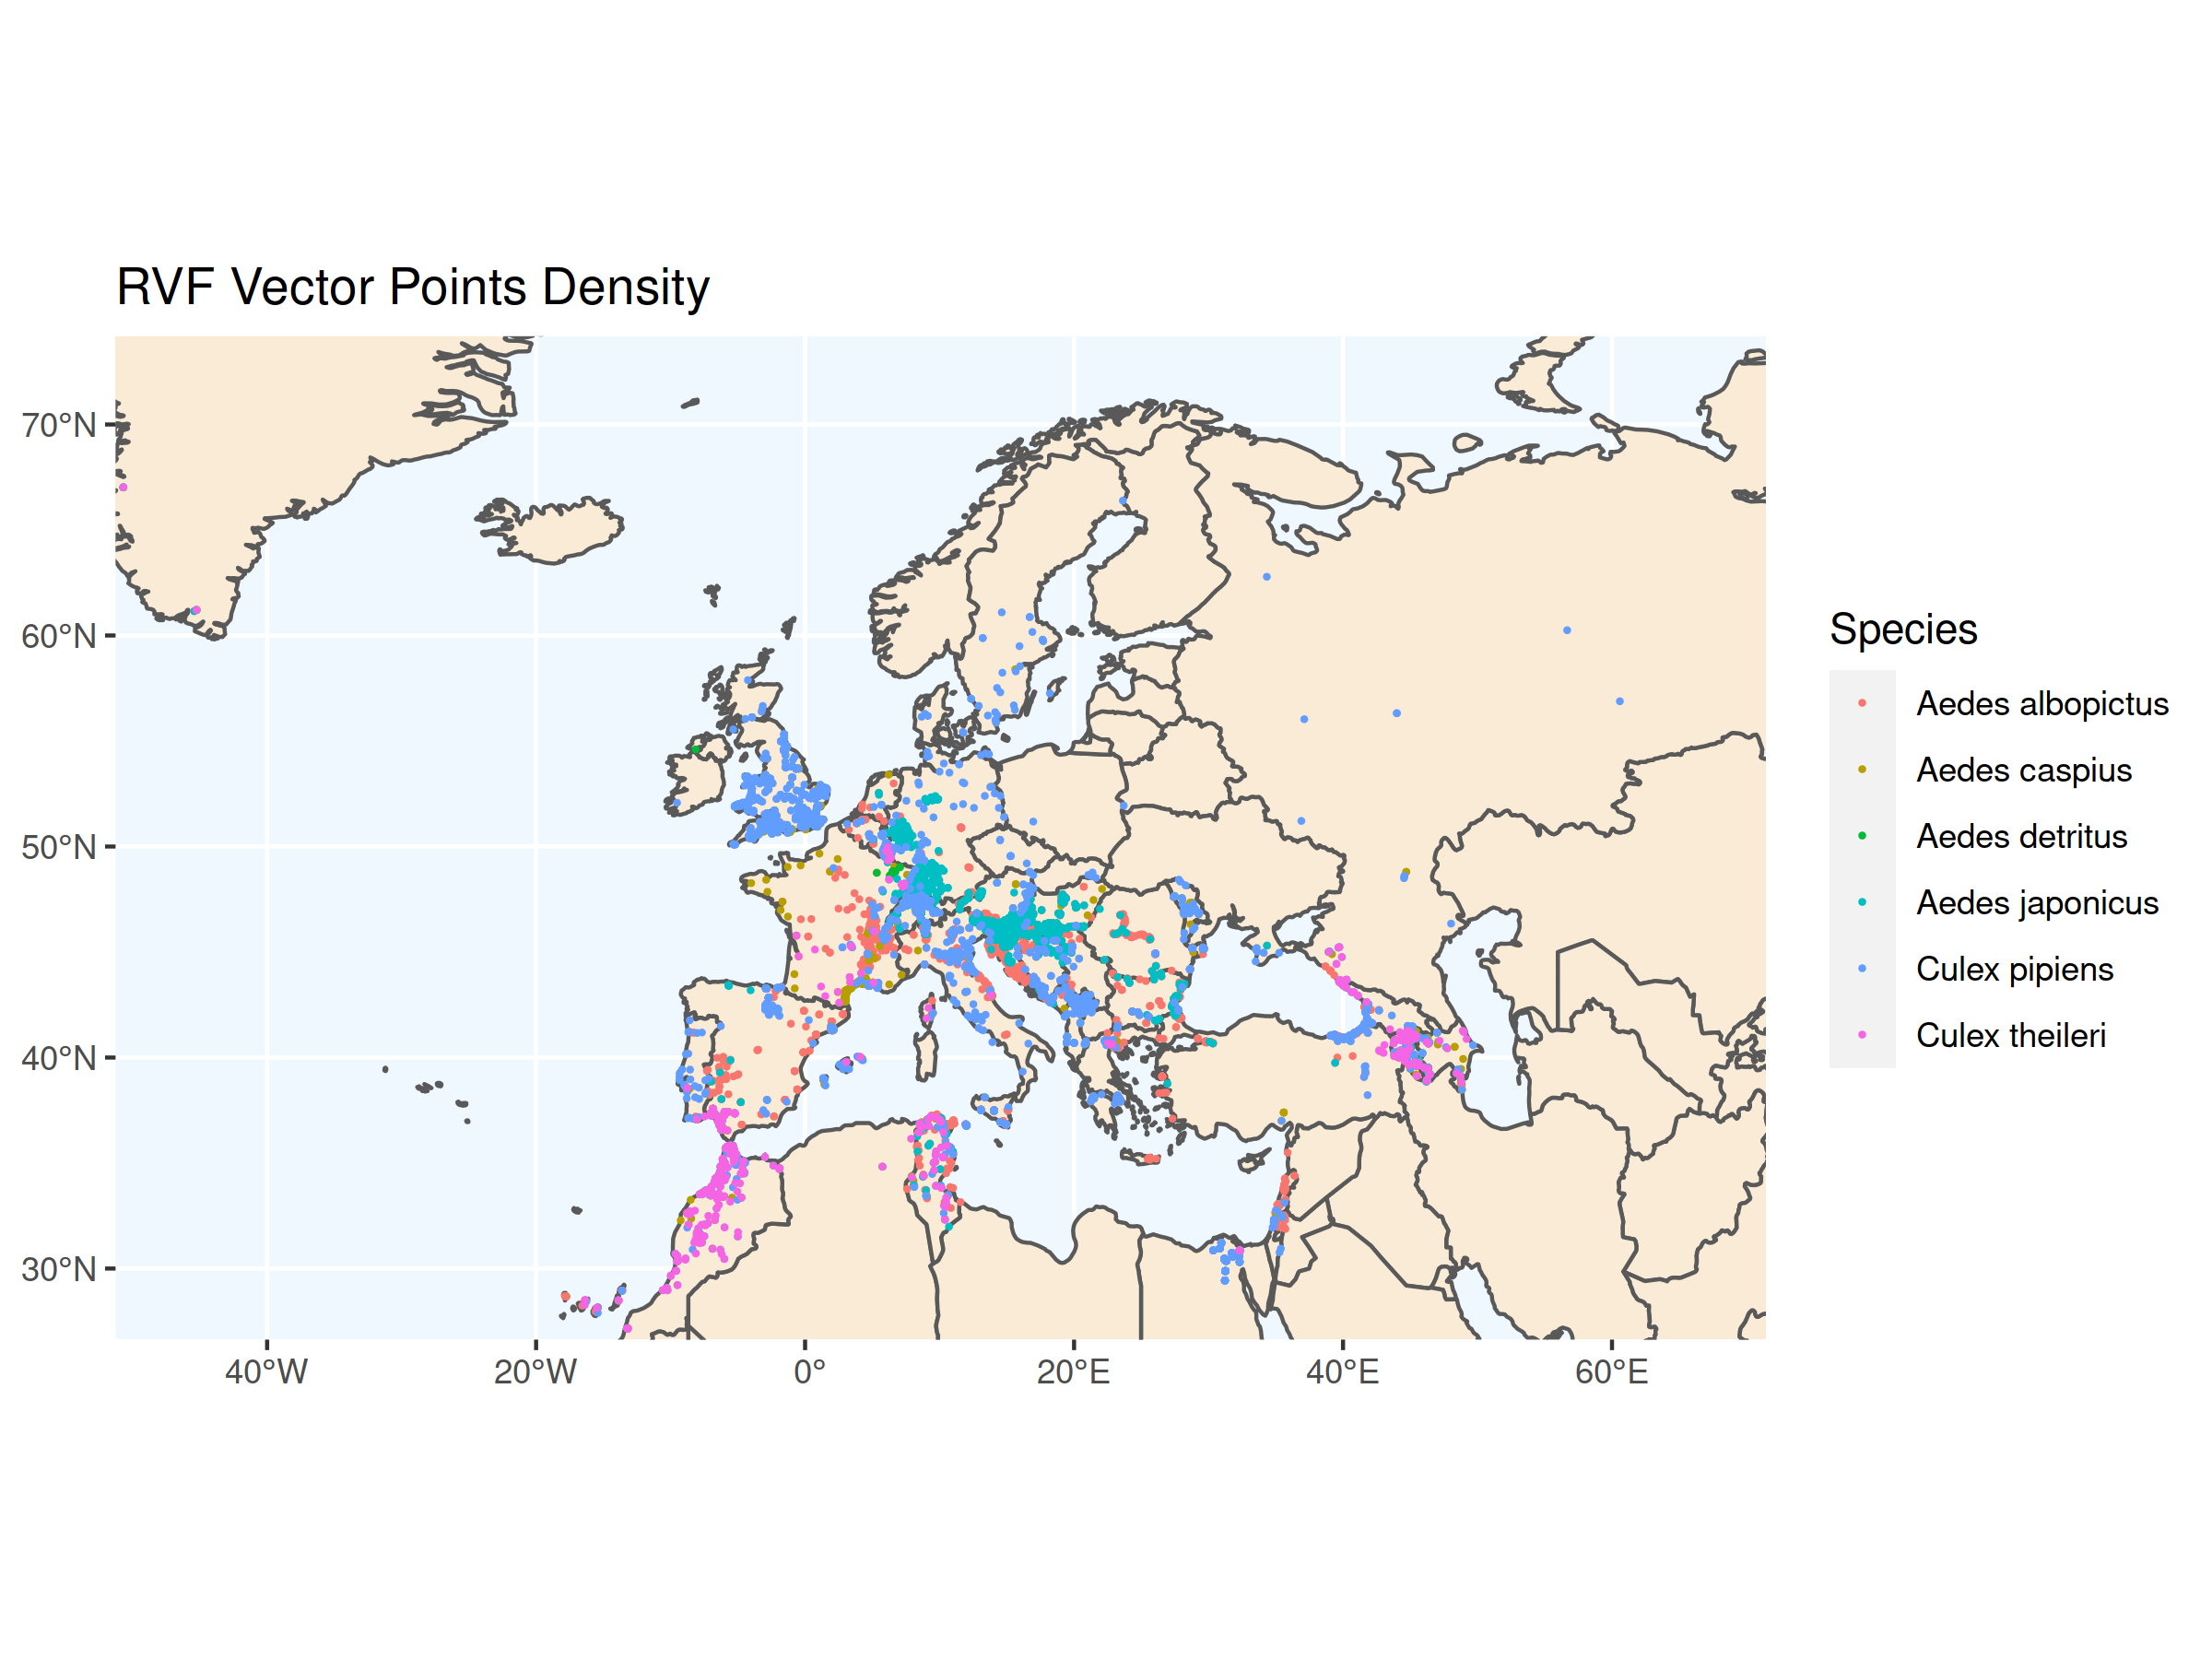 RVF Vector Points Density
70°N
60°N
50°N
40°N
30°N
40°W
20°W
0°
20°E
40°E
60°E
Species
Aedes albopictus
Aedes caspius
Aedes detritus
Aedes japonicus
Culex pipiens
Culex theileri